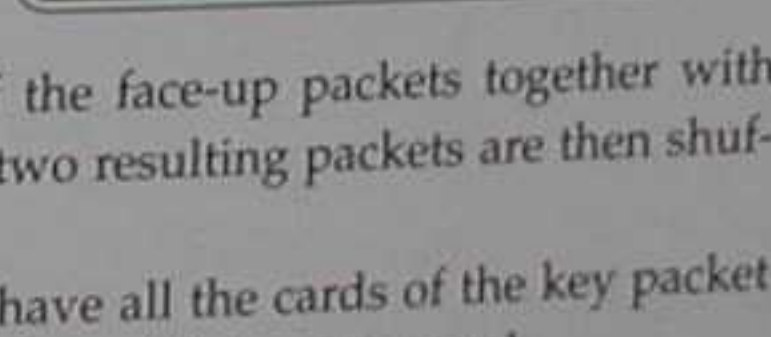 the face-up packets together with
two resulting packets are then shuf-
have all the cards of the key packet